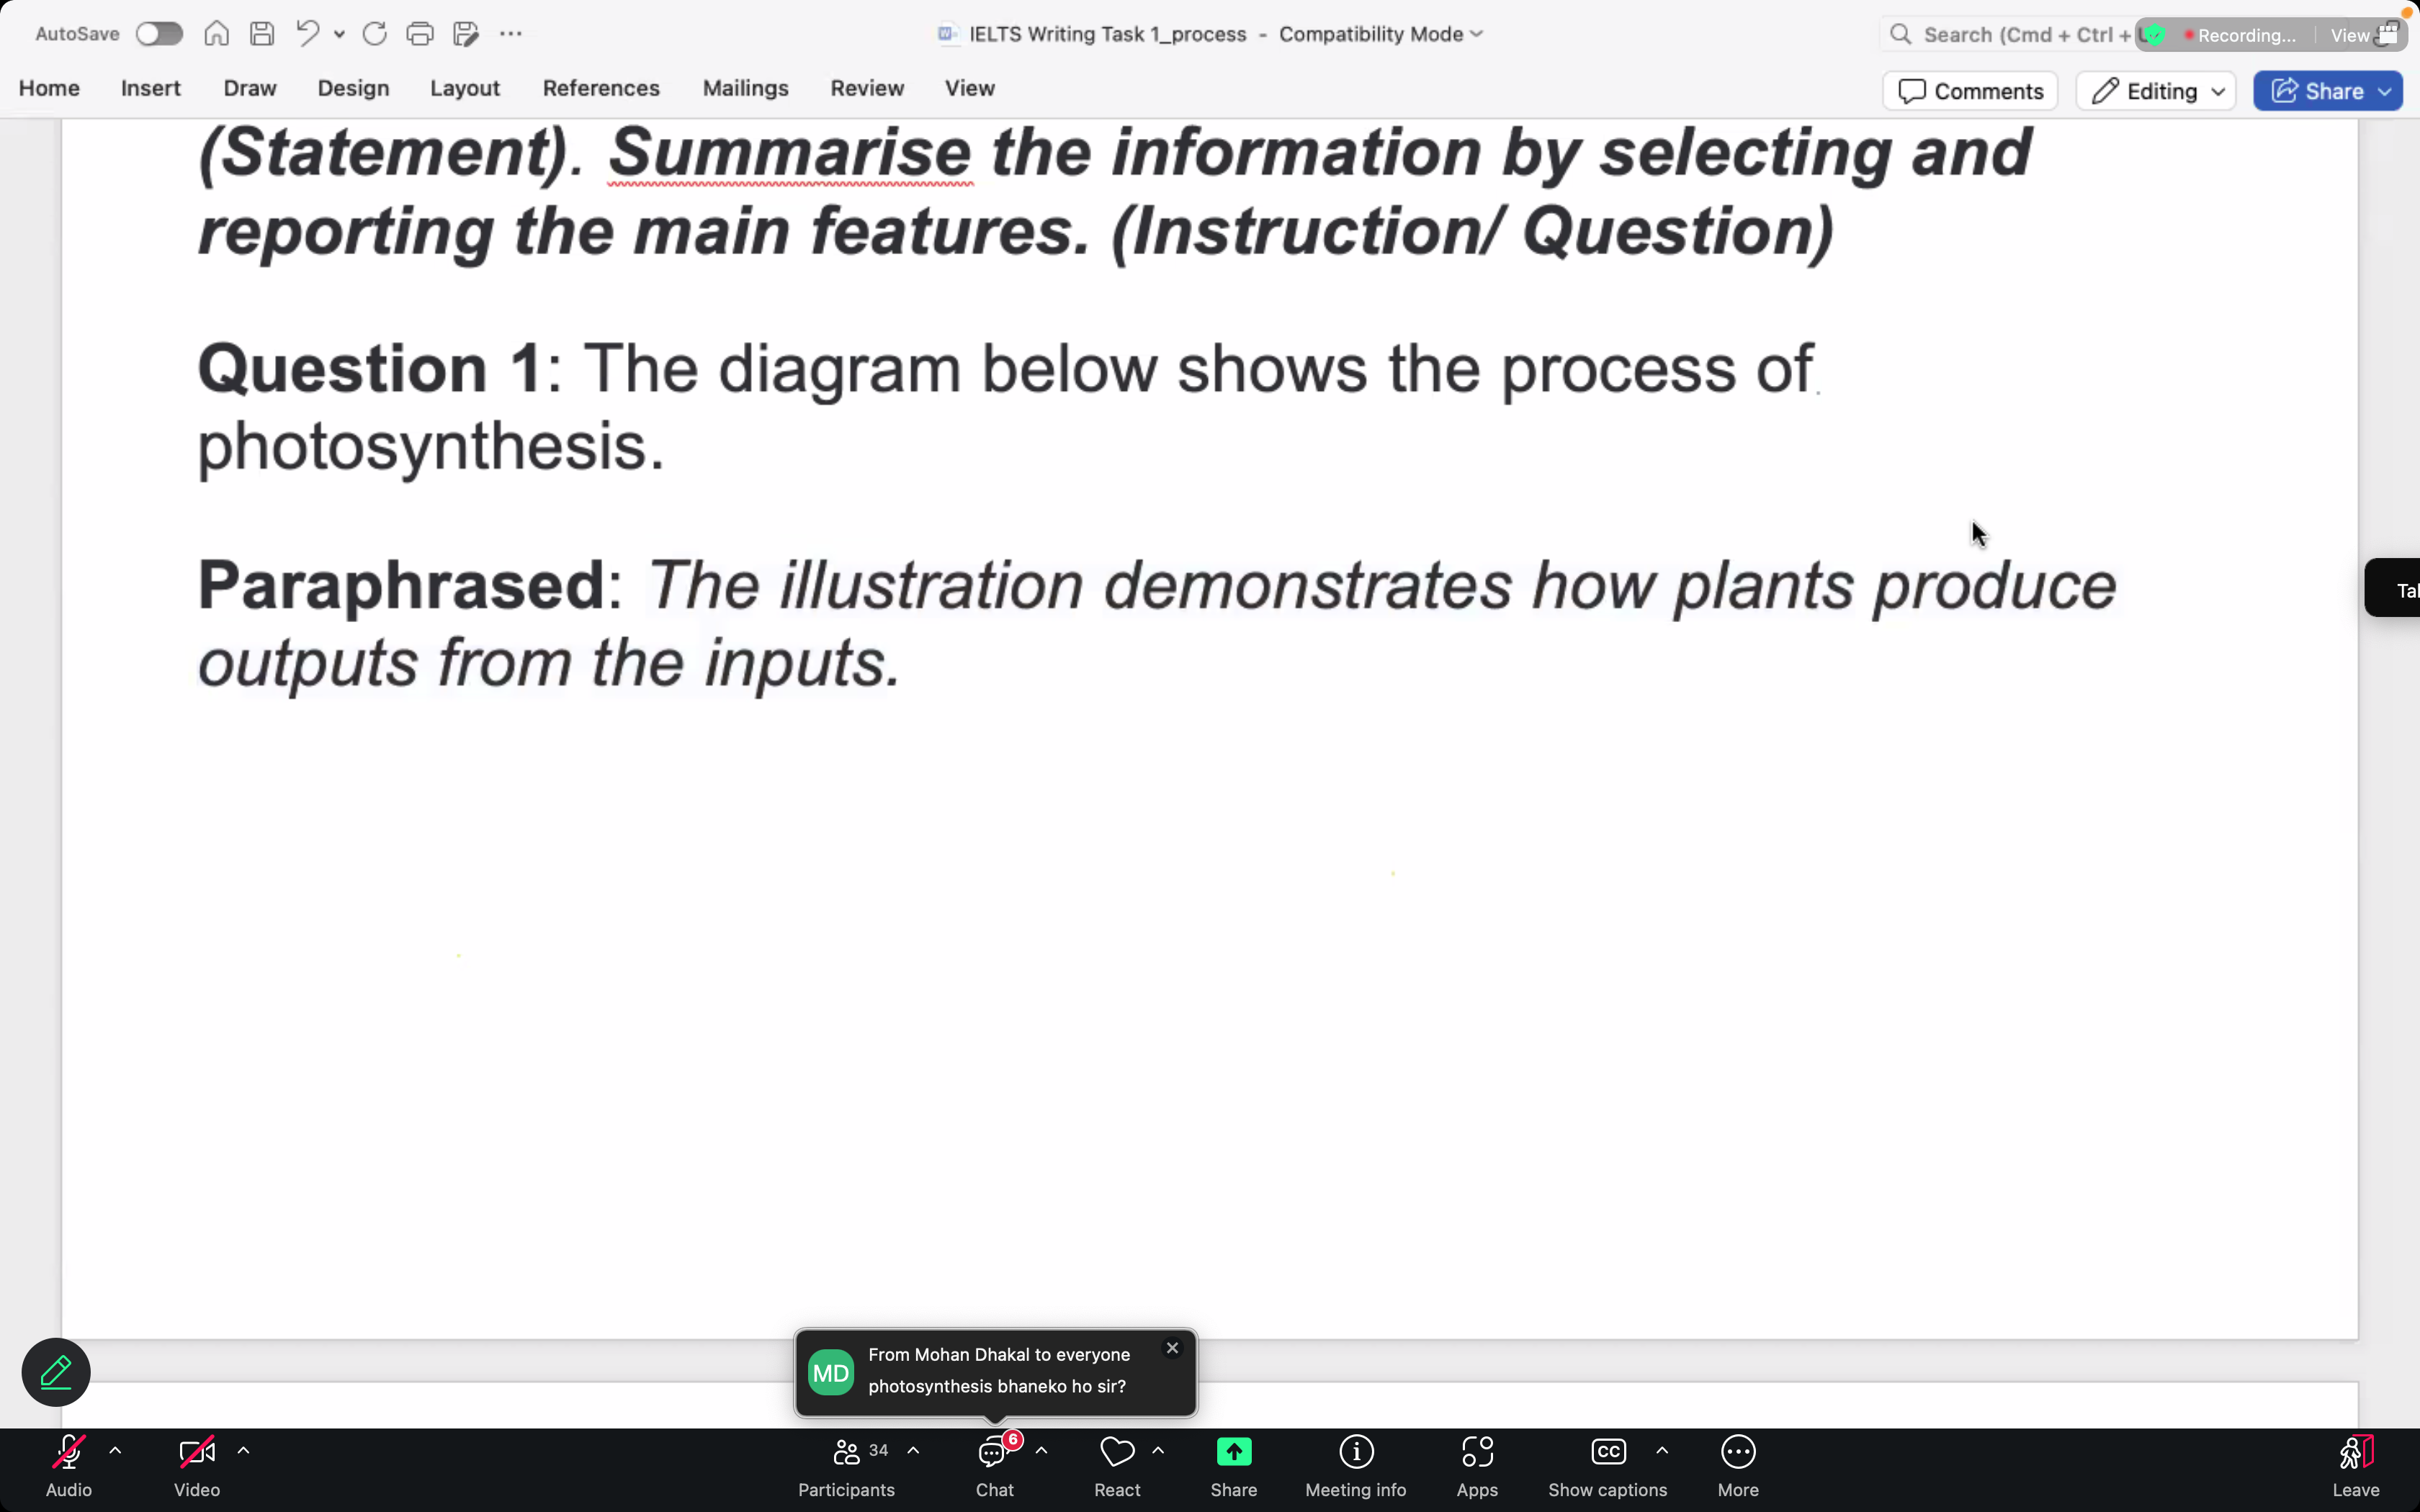 AutoSave
IELTS Writing Task 1_process - Compatibility Mode
Search (Cmd + Ctrl +
Recording...
View
Home Insert Draw Design Layout References Mailings Review View
Comments
Editing
Share
(Statement). Summarise the information by selecting and
reporting the main features. (Instruction/ Question)
Question 1: The diagram below shows the process of
photosynthesis.
Paraphrased: The illustration demonstrates how plants produce
outputs from the inputs.
MD
From Mohan Dhakal to everyone
photosynthesis bhaneko ho sir?
34
6
CC
Audio Video Participants Chat React Share Meeting info Apps Show captions More Leave